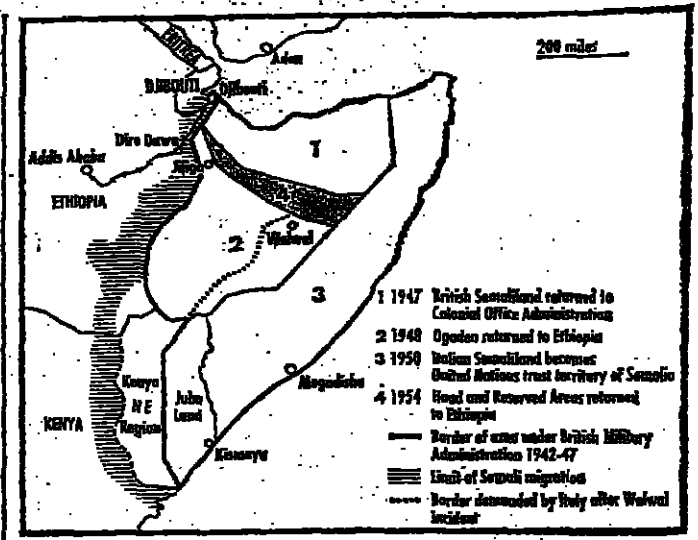 200 miles
ERITREA
Aden
DJIBOUTI
Djibouti
Dire Dawa
Addis Ababa
Jijiga
ETHIOPIA
1
4
2
Walwal
3
Mogadishu
Kenya
NE
Region
Juba
Land
KENYA
Kismayu
1 1947 British Somaliland returned to
Colonial Office Administration
2 1948 Ogaden returned to Ethiopia
3 1950 Italian Somaliland becomes
United Nations trust territory of Somalia
4 1954 Haud and Reserved Areas returned
to Ethiopia
Border of area under British Military
Administration 1942-47
Limit of Somali migration
Border demanded by Italy after Walwal
incident